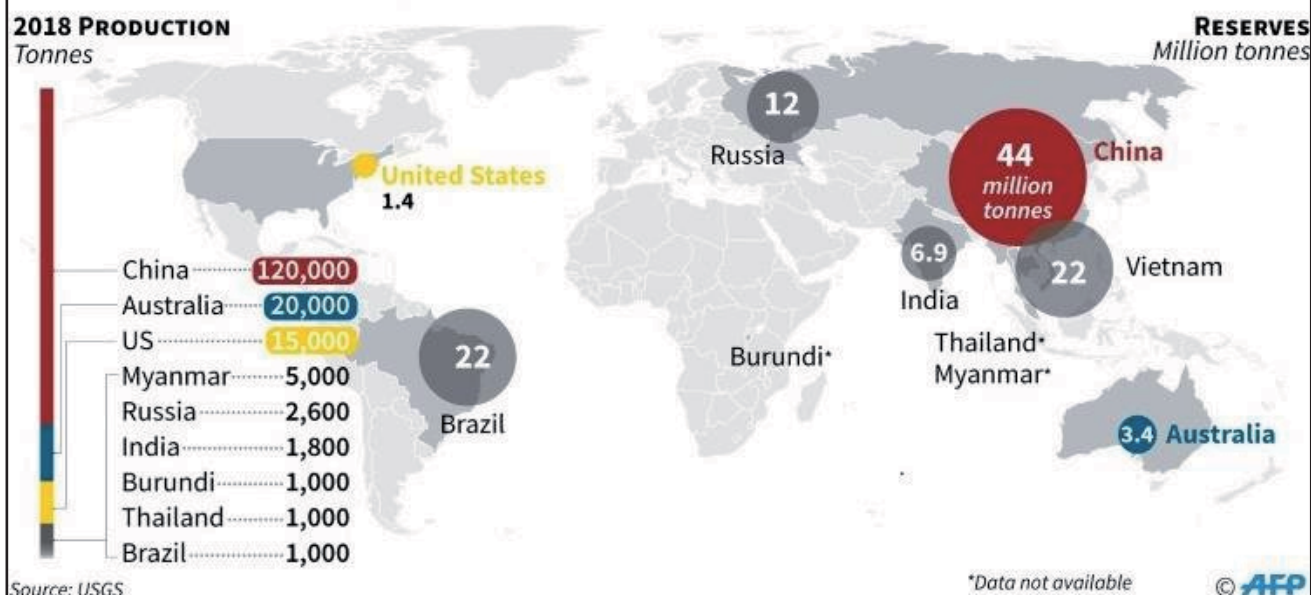 2018 PRODUCTION
Tonnes
RESERVES
Million tonnes
12
Russia
44
million
tonnes
China
United States
1.4
6.9
India
22
Vietnam
China 120,000
Australia 20,000
US 15,000
Myanmar 5,000
Russia 2,600
India 1,800
Burundi 1,000
Thailand 1,000
Brazil 1,000
22
Brazil
Burundi*
Thailand*
Myanmar*
3.4 Australia
Source: USGS
*Data not available
© AFP